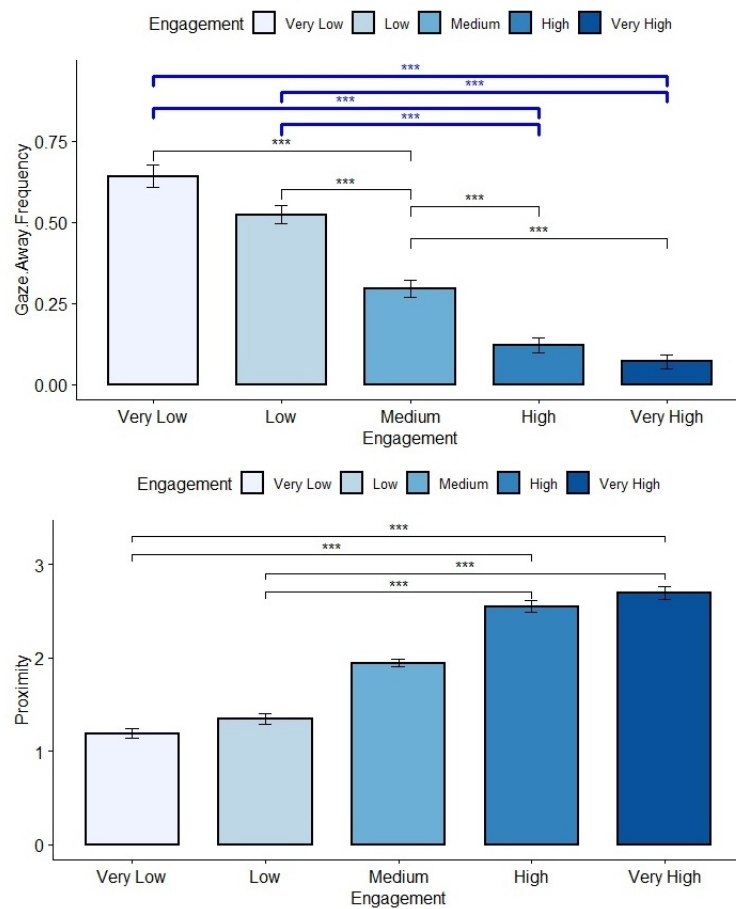 Engagement Very Low Low Medium High Very High
***
***
***
***
***
***
***
***
0.75
0.50
0.25
0.00
Gaze.Away.Frequency
Very Low Low Medium High Very High
Engagement
Engagement Very Low Low Medium High Very High
***
***
***
***
3
2
1
0
Proximity
Very Low Low Medium High Very High
Engagement